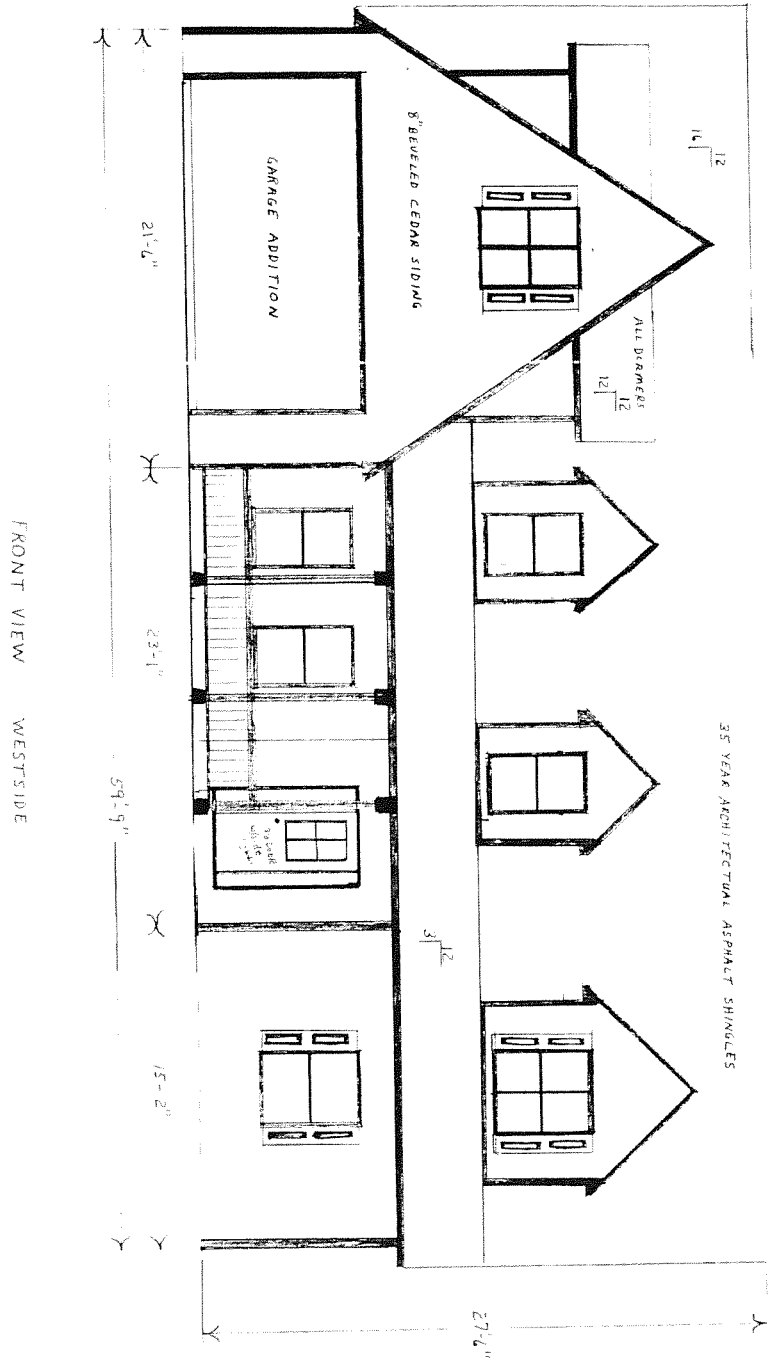 12
16
ALL DORMERS
12
12
35 YEAR ARCHITECTUAL ASPHALT SHINGLES
8" BEVELED CEDAR SIDING
12
3
GARAGE ADDITION
27'6"
21'-6"
23'-1"
15-2"
59'-9"
FRONT VIEW WESTSIDE